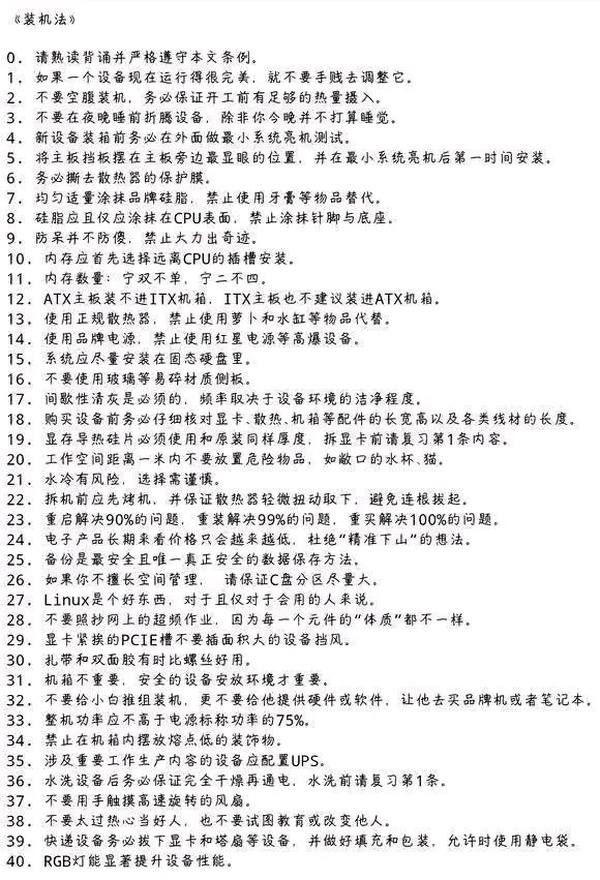 《装机法》
0. 请熟读背诵并严格遵守本文条例。
1. 如果一个设备现在运行得很完美，就不要手贱去调整它。
2. 不要空腹装机，务必保证开工前有足够的热量摄入。
3. 不要在夜晚睡前折腾设备，除非你今晚并不打算睡觉。
4. 新设备装箱前务必在外面做最小系统亮机测试。
5. 将主板挡板摆在主板旁边最显眼的位置，并在最小系统亮机后第一时间安装。
6. 务必撕去散热器的保护膜。
7. 均匀适量涂抹品牌硅脂，禁止使用牙膏等物品替代。
8. 硅脂应且仅应涂抹在CPU表面，禁止涂抹针脚与底座。
9. 防呆并不防傻，禁止大力出奇迹。
10. 内存应首先选择远离CPU的插槽安装。
11. 内存数量：宁双不单，宁二不四。
12. ATX主板装不进ITX机箱，ITX主板也不建议装进ATX机箱。
13. 使用正规散热器，禁止使用萝卜和水缸等物品代替。
14. 使用品牌电源，禁止使用红星电源等高爆设备。
15. 系统应尽量安装在固态硬盘里。
16. 不要使用玻璃等易碎材质侧板。
17. 间歇性清灰是必须的，频率取决于设备环境的洁净程度。
18. 购买设备前务必仔细核对显卡、散热、机箱等配件的长宽高以及各类线材的长度。
19. 显存导热硅片必须使用和原装同样厚度，拆显卡前请复习第1条内容。
20. 工作空间距离一米内不要放置危险物品，如敞口的水杯、猫。
21. 水冷有风险，选择需谨慎。
22. 拆机前应先烤机，并保证散热器轻微扭动取下，避免连根拔起。
23. 重启解决90%的问题，重装解决99%的问题，重买解决100%的问题。
24. 电子产品长期来看价格只会越来越低，杜绝“精准下山”的想法。
25. 备份是最安全且唯一真正安全的数据保存方法。
26. 如果你不擅长空间管理， 请保证C盘分区尽量大。
27. Linux是个好东西，对于且仅对于会用的人来说。
28. 不要照抄网上的超频作业，因为每一个元件的“体质”都不一样。
29. 显卡紧挨的PCIE槽不要插面积大的设备挡风。
30. 扎带和双面胶有时比螺丝好用。
31. 机箱不重要，安全的设备安放环境才重要。
32. 不要给小白推组装机，更不要给他提供硬件或软件，让他去买品牌机或者笔记本。
33. 整机功率应不高于电源标称功率的75%。
34. 禁止在机箱内摆放熔点低的装饰物。
35. 涉及重要工作生产内容的设备应配置UPS。
36. 水洗设备后务必保证完全干燥再通电，水洗前请复习第1条。
37. 不要用手触摸高速旋转的风扇。
38. 不要太过热心当好人，也不要试图教育或改变他人。
39. 快递设备务必拔下显卡和塔扇等设备，并做好填充和包装，允许时使用静电袋。
40. RGB灯能显著提升设备性能。